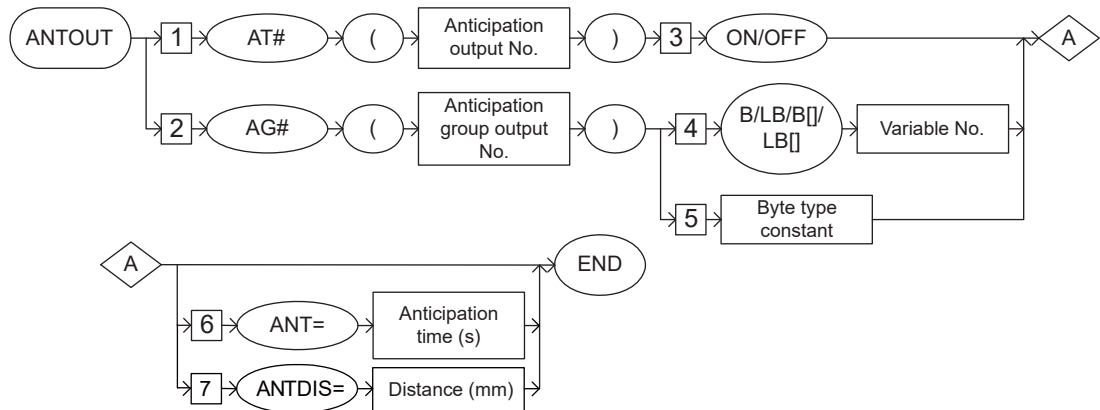 ANTOUT
1
AT#
(
Anticipation
output No.
)
3
ON/OFF
A
2
AG#
(
Anticipation
group output
No.
)
4
B/LB/B[]/
LB[]
Variable No.
5
Byte type
constant
A
END
6
ANT=
Anticipation
time (s)
7
ANTDIS=
Distance (mm)